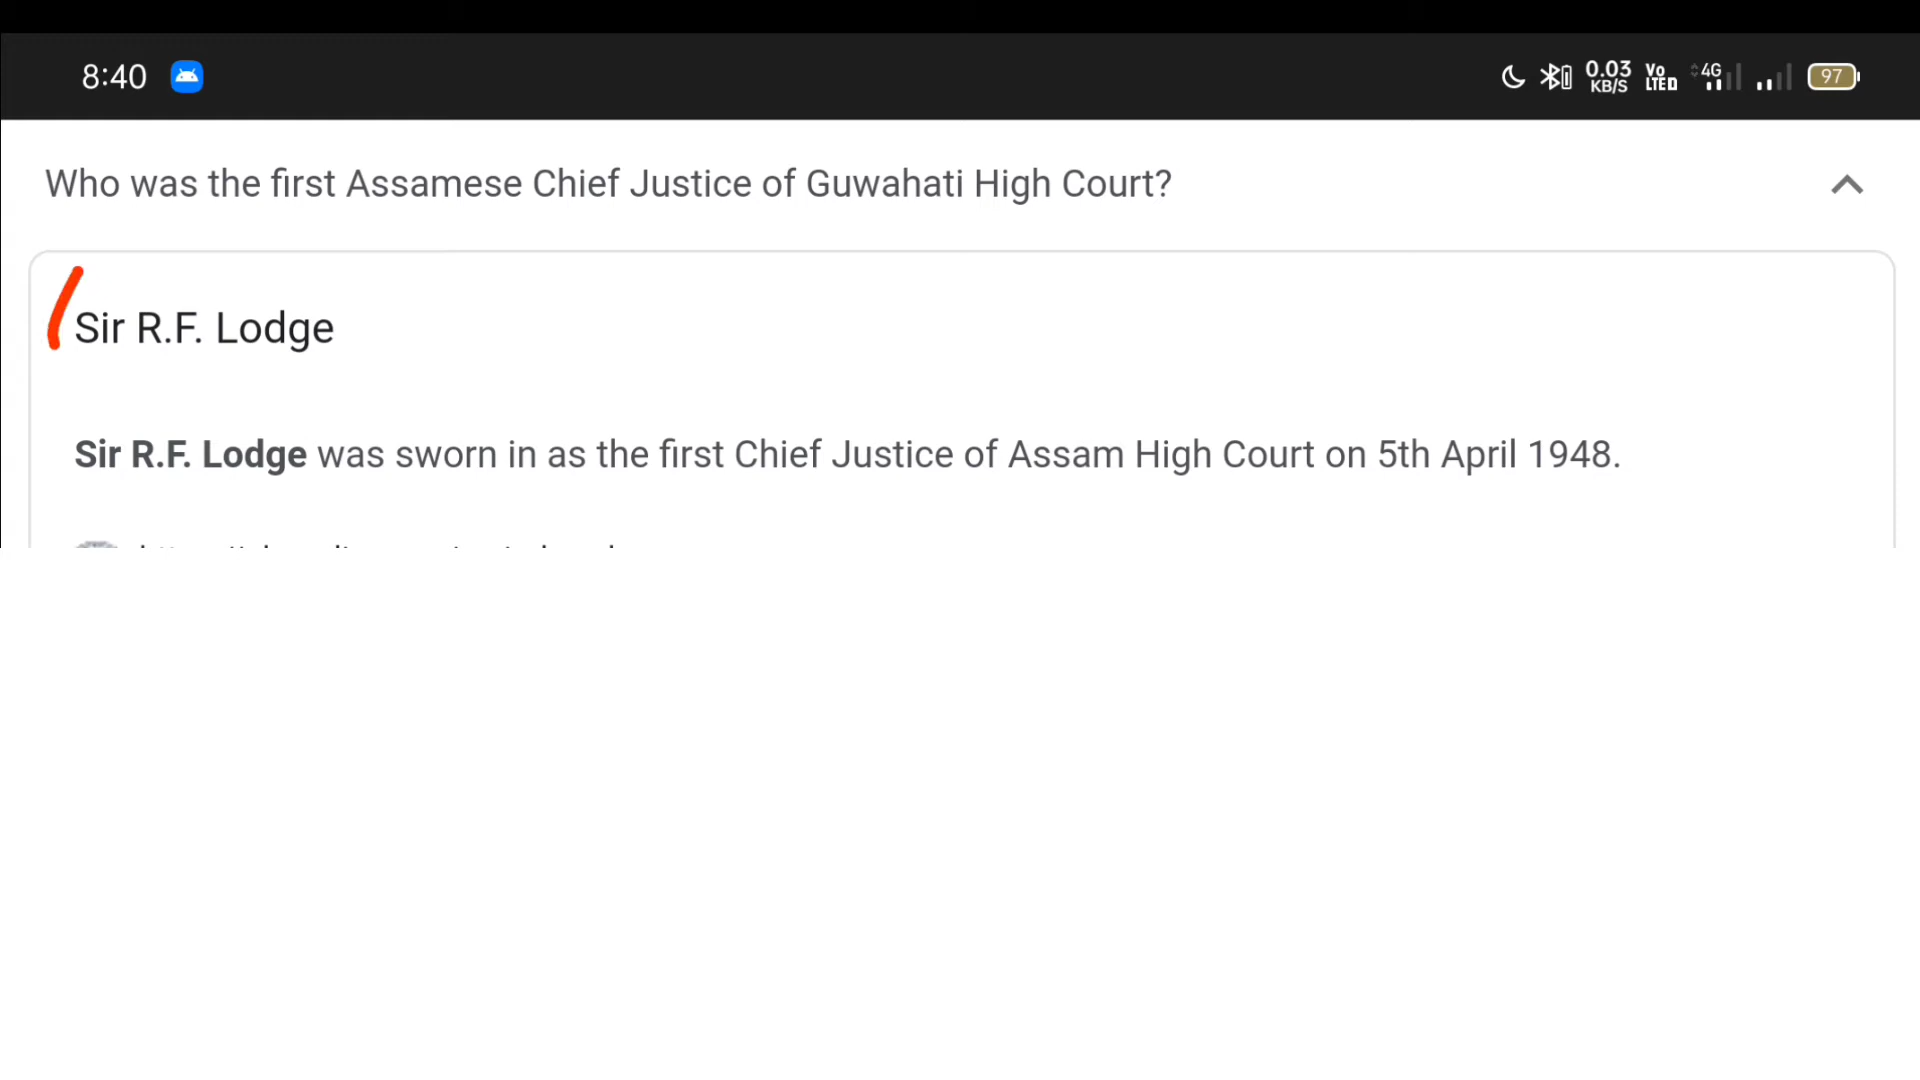 8:40 0.03 KB/S Vo LTED 4G 97
Who was the first Assamese Chief Justice of Guwahati High Court?
Sir R.F. Lodge
Sir R.F. Lodge was sworn in as the first Chief Justice of Assam High Court on 5th April 1948.